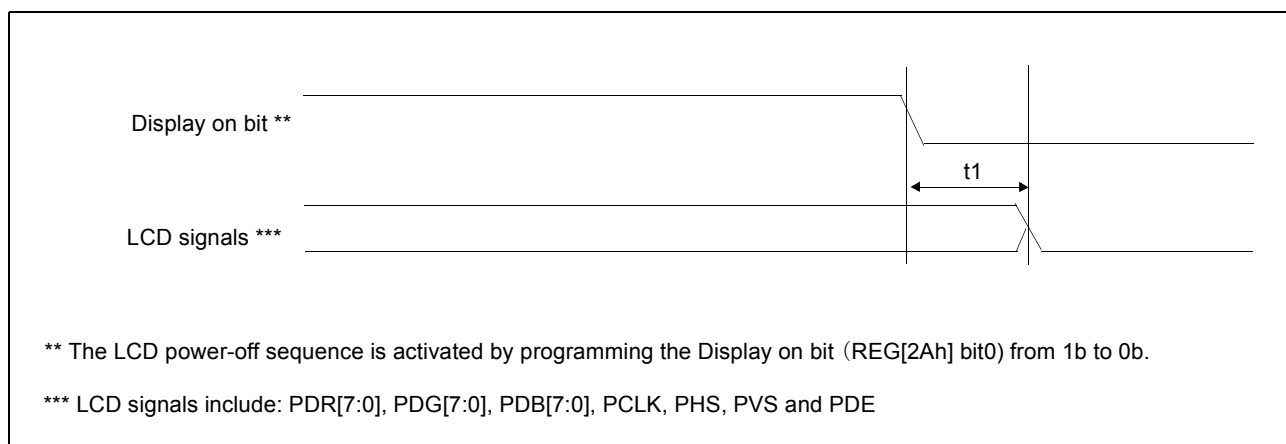 Display on bit **
t1
LCD signals ***
** The LCD power-off sequence is activated by programming the Display on bit （REG[2Ah] bit0) from 1b to 0b.
*** LCD signals include: PDR[7:0], PDG[7:0], PDB[7:0], PCLK, PHS, PVS and PDE